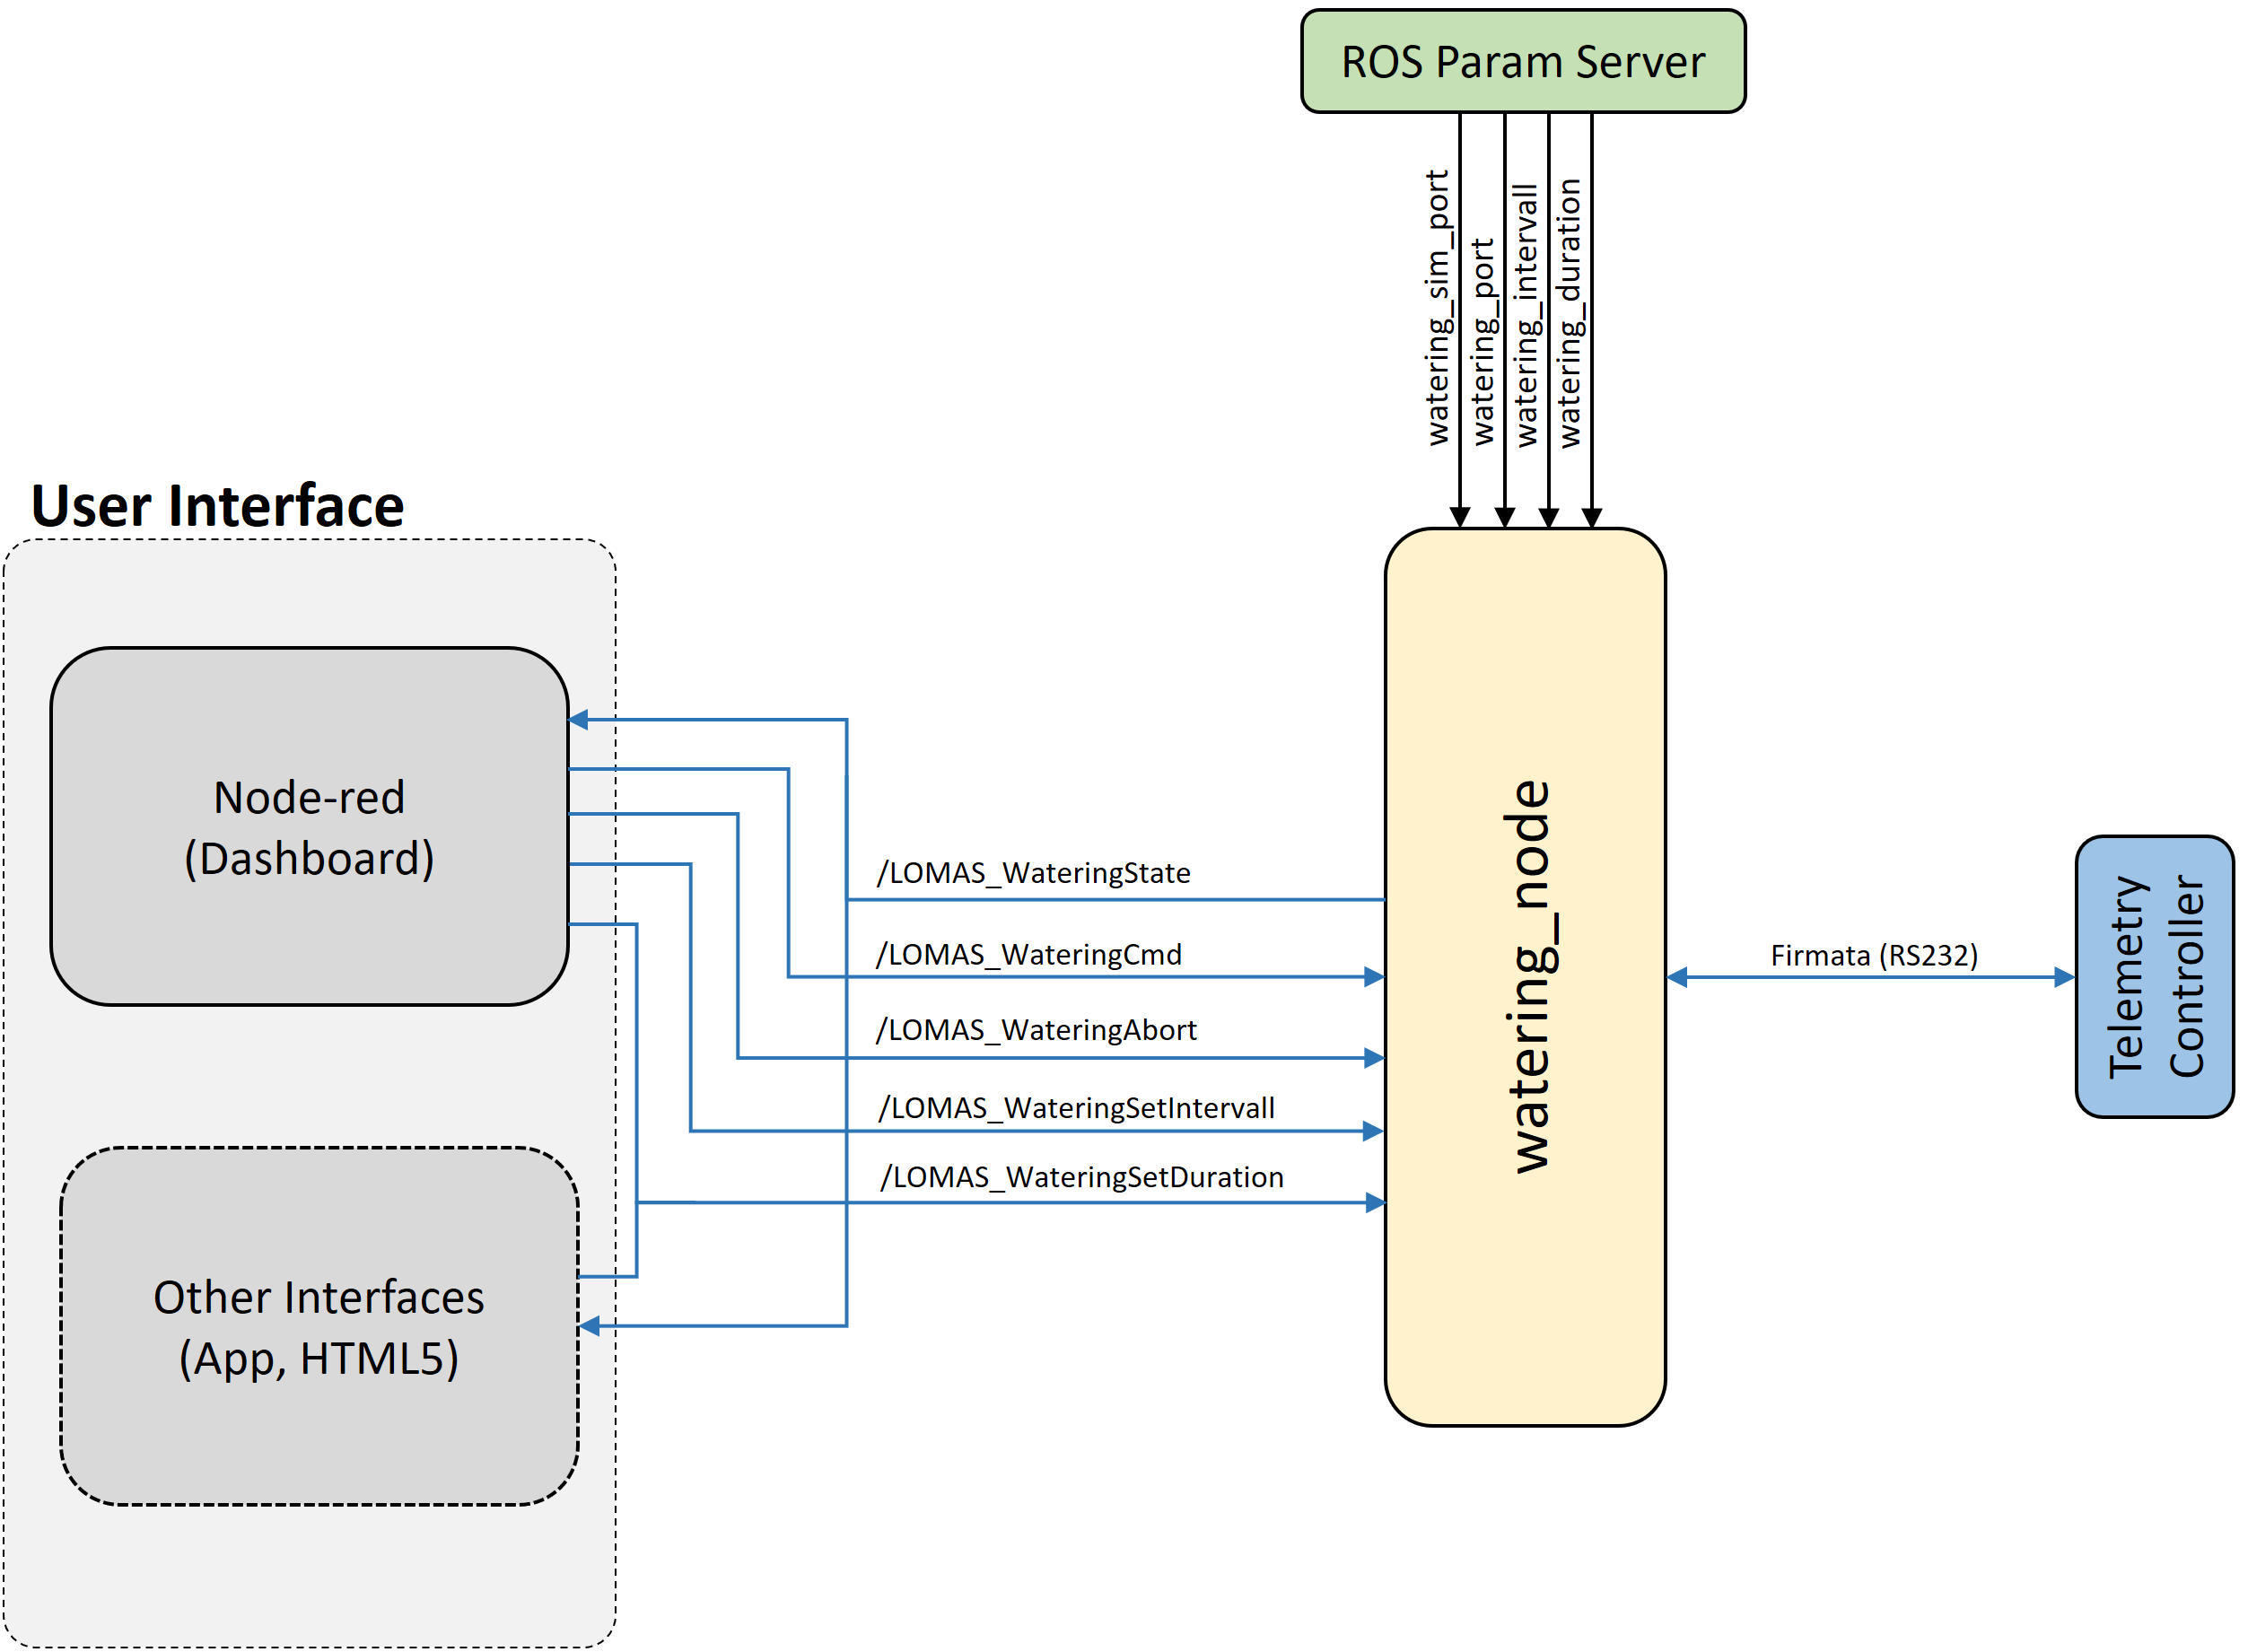 ROS Param Server
watering_sim_port
watering_port
watering_intervall
watering_duration
User Interface
Node-red
(Dashboard)
/LOMAS_WateringState
/LOMAS_WateringCmd
/LOMAS_WateringAbort
/LOMAS_WateringSetIntervall
/LOMAS_WateringSetDuration
Other Interfaces
(App, HTML5)
watering_node
Firmata (RS232)
Telemetry
Controller